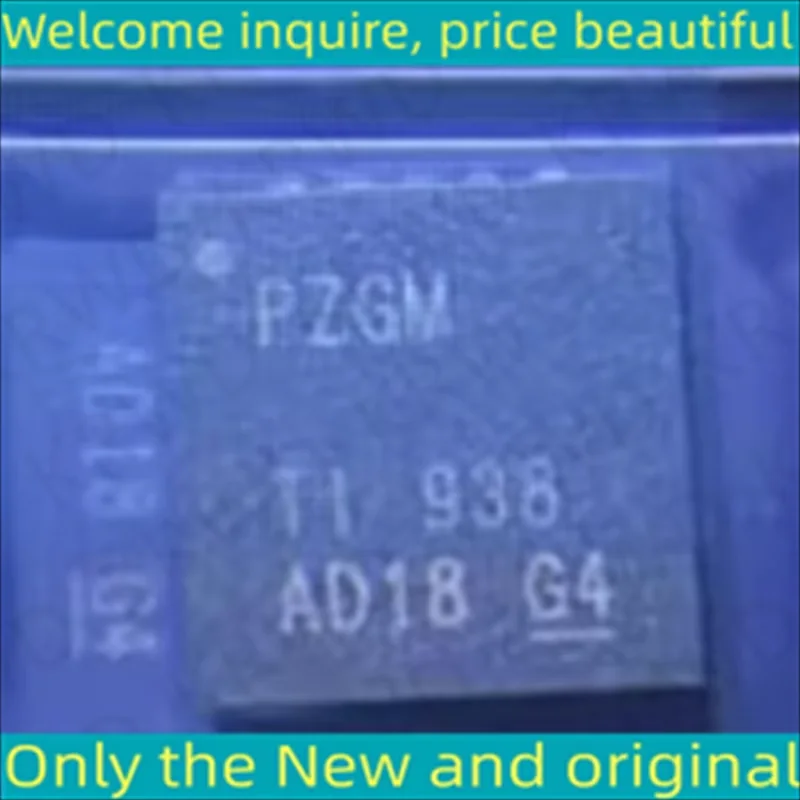 Welcome inquire, price beautiful
PZGM
TI 938
AD18 G4
AD18 G4
Only the New and original